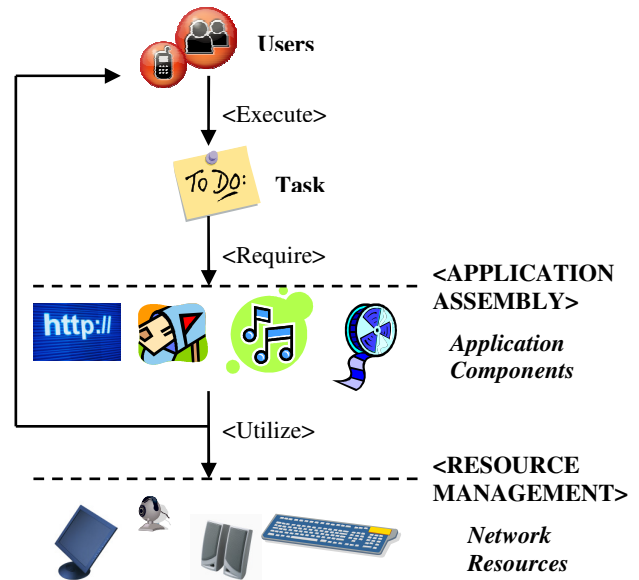 Users
<Execute>
TO DO:
Task
<Require>
<APPLICATION
ASSEMBLY>
http://
Application
Components
<Utilize>
<RESOURCE
MANAGEMENT>
Network
Resources